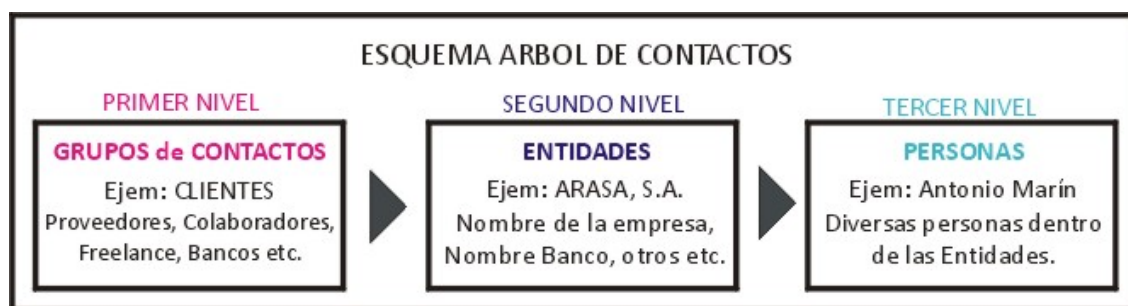 ESQUEMA ARBOL DE CONTACTOS
PRIMER NIVEL
GRUPOS de CONTACTOS
Ejem: CLIENTES
Proveedores, Colaboradores,
Freelance, Bancos etc.
SEGUNDO NIVEL
ENTIDADES
Ejem: ARASA, S.A.
Nombre de la empresa,
Nombre Banco, otros etc.
TERCER NIVEL
PERSONAS
Ejem: Antonio Marín
Diversas personas dentro
de las Entidades.